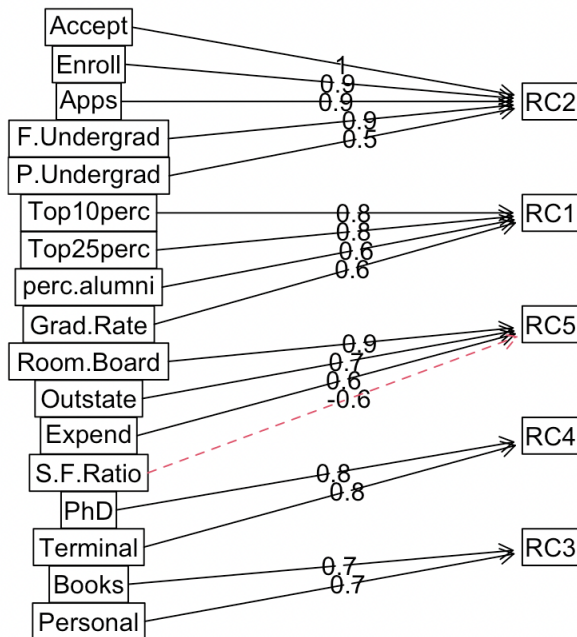 Accept
Enroll
Apps
F.Undergrad
P.Undergrad
Top10perc
Top25perc
perc.alumni
Grad.Rate
Room.Board
Outstate
Expend
S.F.Ratio
PhD
Terminal
Books
Personal
1
0.9
0.9
0.9
0.5
0.8
0.8
0.6
0.6
0.9
0.7
0.6
-0.6
0.8
0.8
0.7
0.7
RC2
RC1
RC5
RC4
RC3